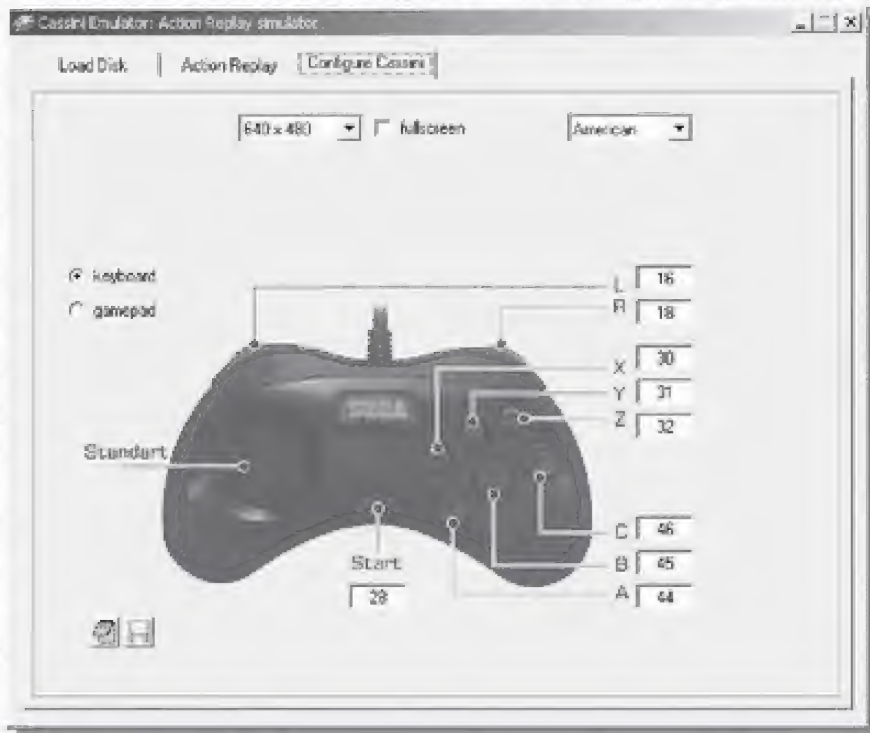 Cassini Emulator: Action Replay simulator
Load Disk
Action Replay
Configure Cassini
640 x 480
fullscreen
American
keyboard
gamepad
L 16
R 18
X 30
Y 31
Z 32
SEGA
Standart
C 46
B 45
A 44
Start
28